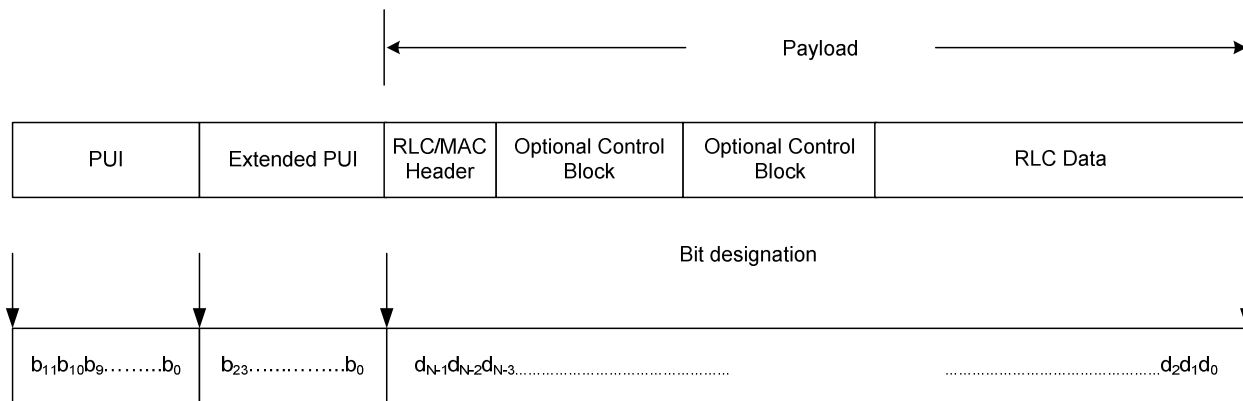 Payload
PUI
Extended PUI
RLC/MAC
Header
Optional Control
Block
Optional Control
Block
RLC Data
Bit designation
b11b10b9.........b0
b23...............b0
dN-1dN-2dN-3............................................................
............................................................d2d1d0